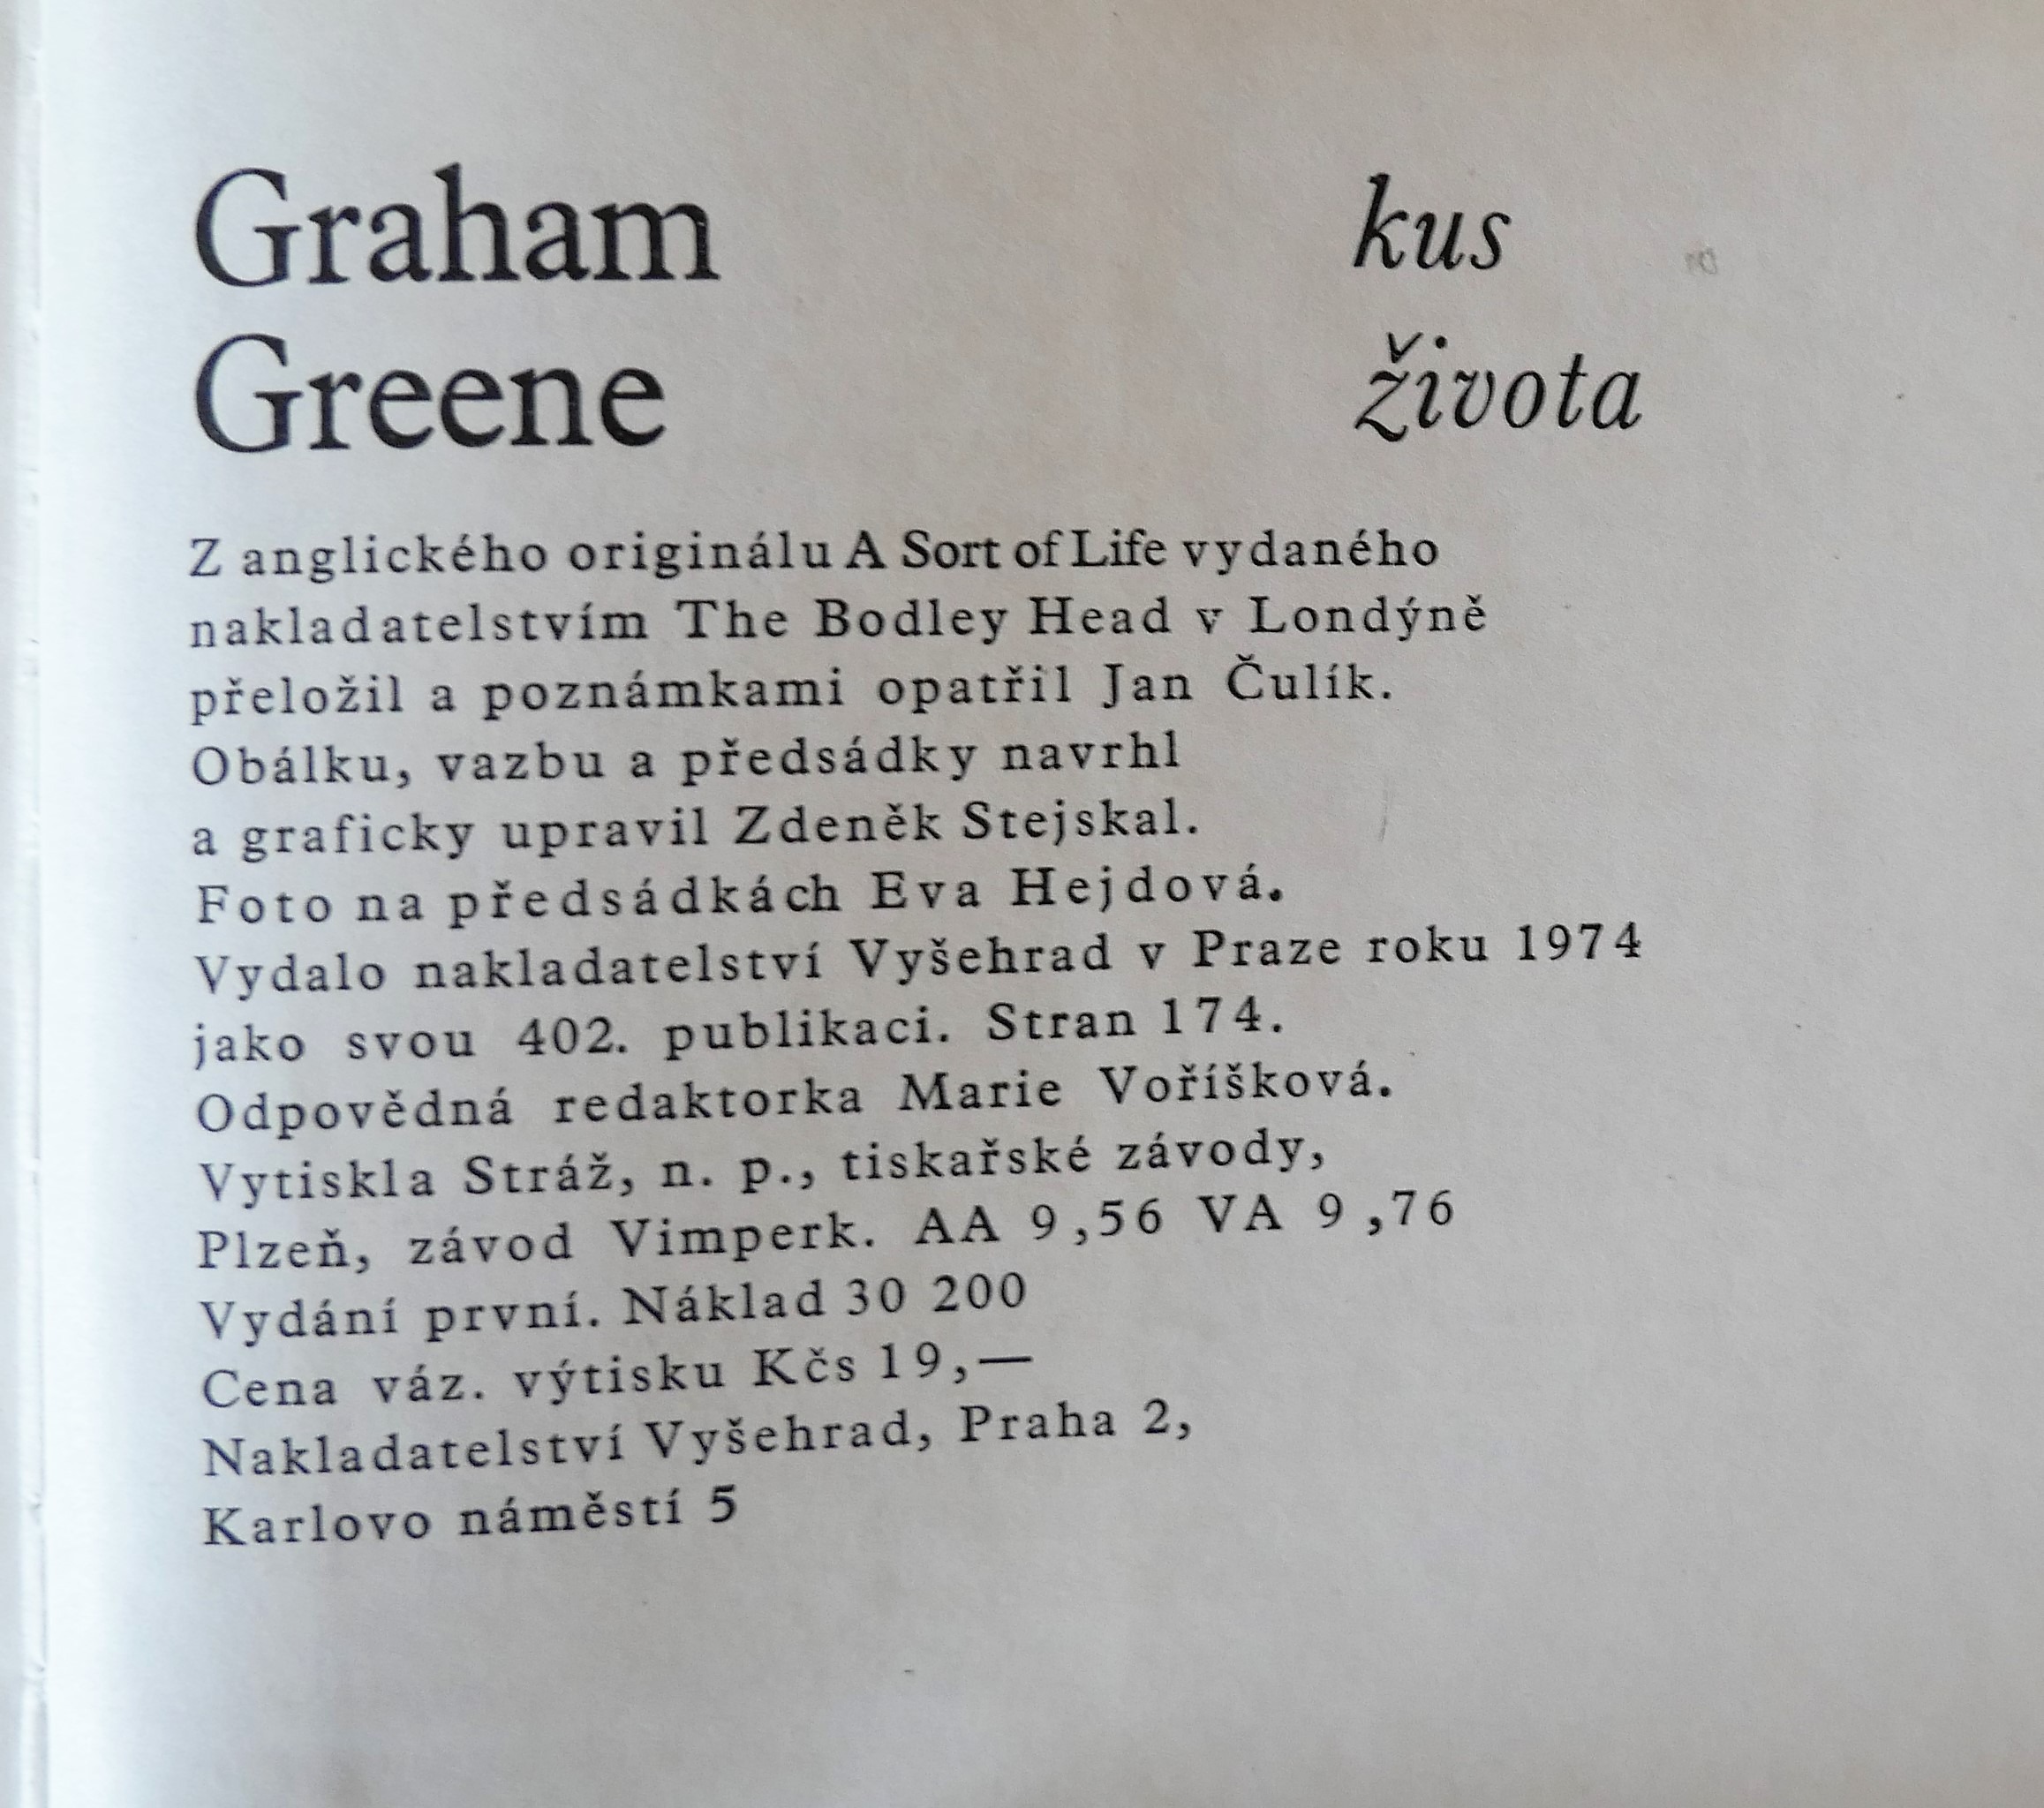 Graham
Greene
kus
života
Z anglického originálu A Sort of Life vydaného
nakladatelstvím The Bodley Head v Londýně
přeložil a poznámkami opatřil Jan Čulík.
Obálku, vazbu a předsádky navrhl
a graficky upravil Zdeněk Stejskal.
Foto na předsádkách Eva Hejdová.
Vydalo nakladatelství Vyšehrad v Praze roku 1974
jako svou 402. publikaci. Stran 174.
Odpovědná redaktorka Marie Voříšková.
Vytiskla Stráž, n. p., tiskařské závody,
Plzeň, závod Vimperk. AA 9,56 VA 9 ,76
Vydání první. Náklad 30 200
Cena váz. výtisku Kčs 19,—
Nakladatelství Vyšehrad, Praha 2,
Karlovo náměstí 5